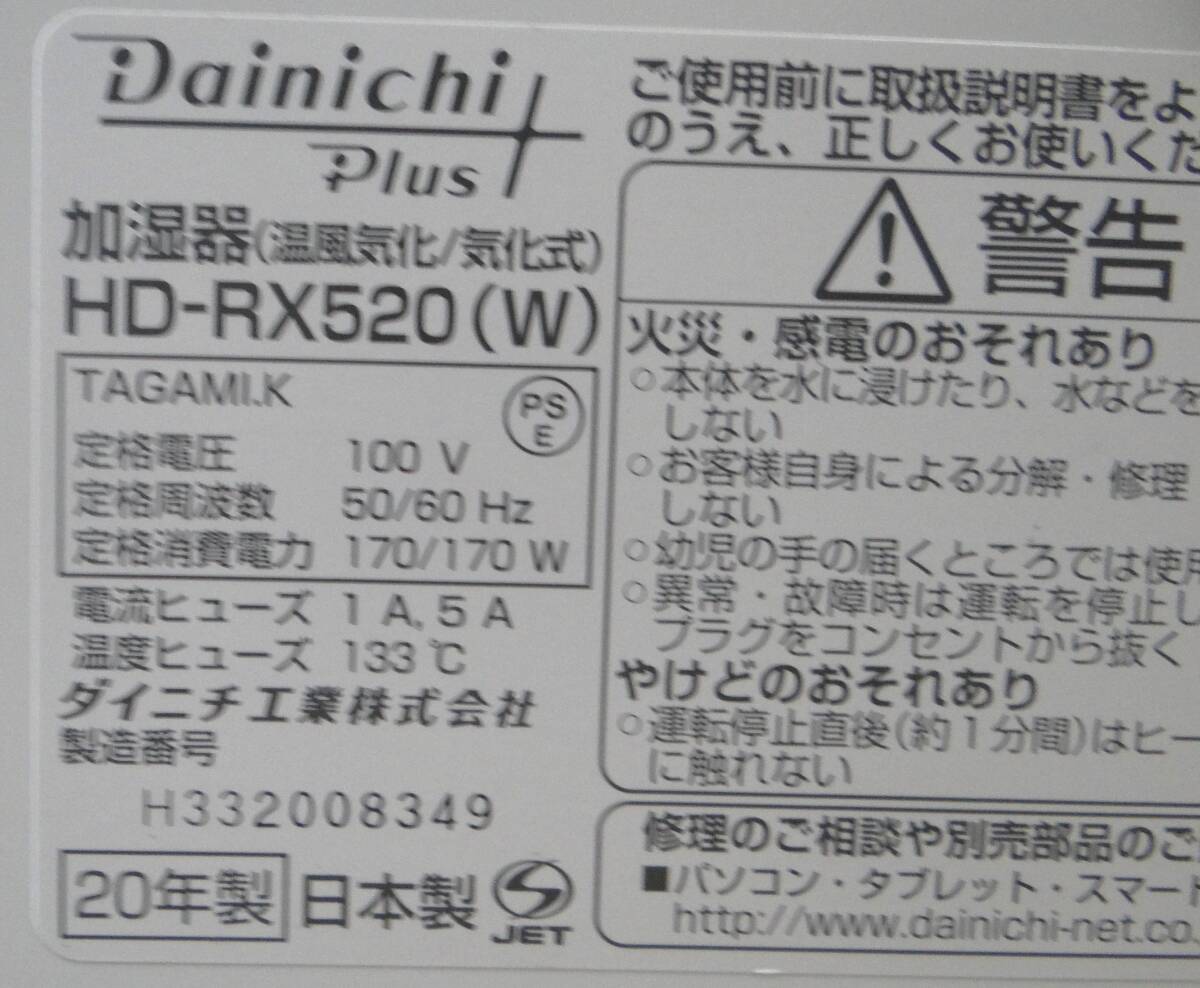 Dainichi
Plus
加湿器(温風気化/気化式)
HD-RX520(W)
TAGAMI.K
PS
E
定格電圧 100 V
定格周波数 50/60 Hz
定格消費電力 170/170 W
電流ヒューズ 1 A, 5 A
温度ヒューズ 133 ℃
ダイニチ工業株式会社
製造番号
H332008349
20年製 日本製
JET
ご使用前に取扱説明書をよ
のうえ、正しくお使いくた
警告
火災・感電のおそれあり
○本体を水に浸けたり、水などを
しない
○お客様自身による分解・修理
しない
○幼児の手の届くところでは使用
○異常・故障時は運転を停止し
プラグをコンセントから抜く
やけどのおそれあり
○運転停止直後(約1分間)はヒー
に触れない
修理のご相談や別売部品のご
■パソコン・タブレット・スマート
http://www.dainichi-net.co.